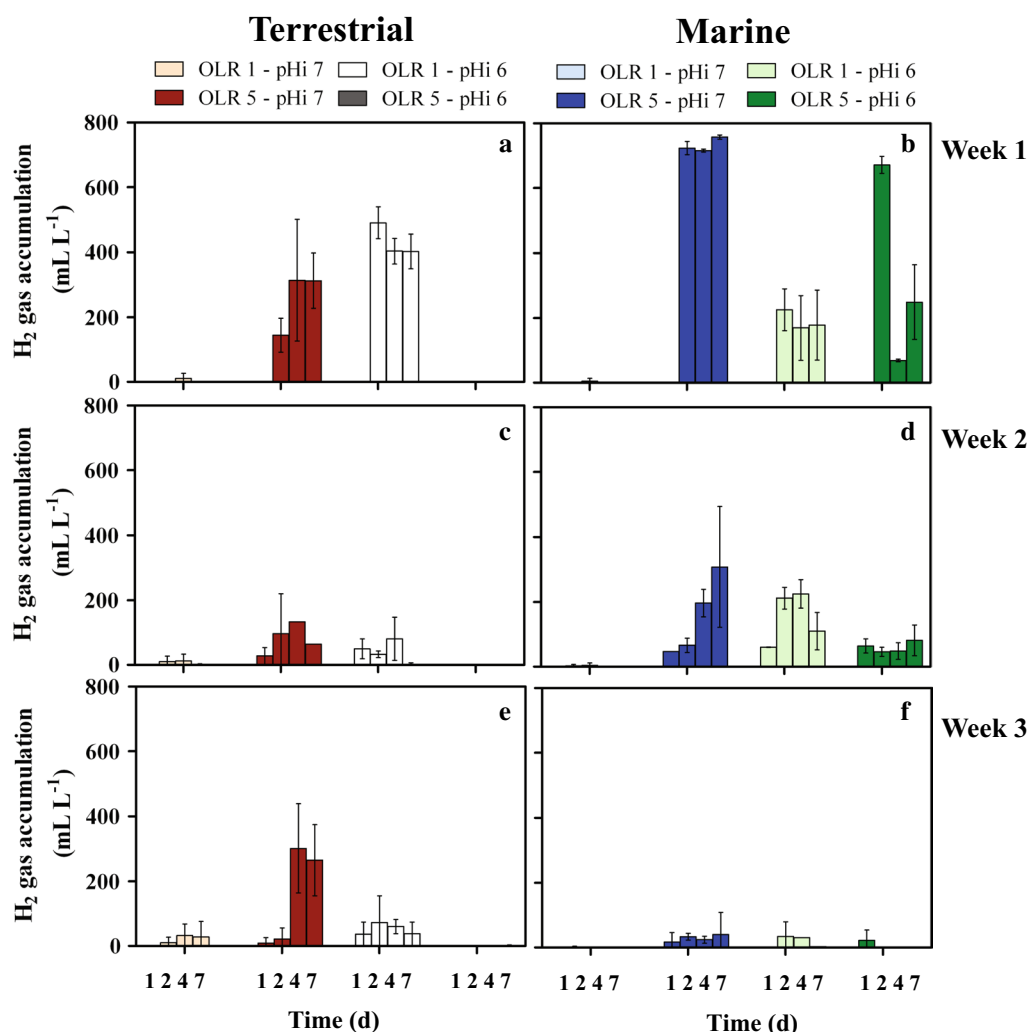 Terrestrial
Marine
OLR 1 - pHi 7
OLR 1 - pHi 6
OLR 5 - pHi 7
OLR 5 - pHi 6
OLR 1 - pHi 7
OLR 1 - pHi 6
OLR 5 - pHi 7
OLR 5 - pHi 6
H₂ gas accumulation
(mL L⁻¹)
800
600
400
200
0
a
b
Week 1
H₂ gas accumulation
(mL L⁻¹)
800
600
400
200
0
c
d
Week 2
H₂ gas accumulation
(mL L⁻¹)
800
600
400
200
0
e
f
Week 3
1 2 4 7 1 2 4 7 1 2 4 7 1 2 4 7
1 2 4 7 1 2 4 7 1 2 4 7 1 2 4 7
Time (d)
Time (d)